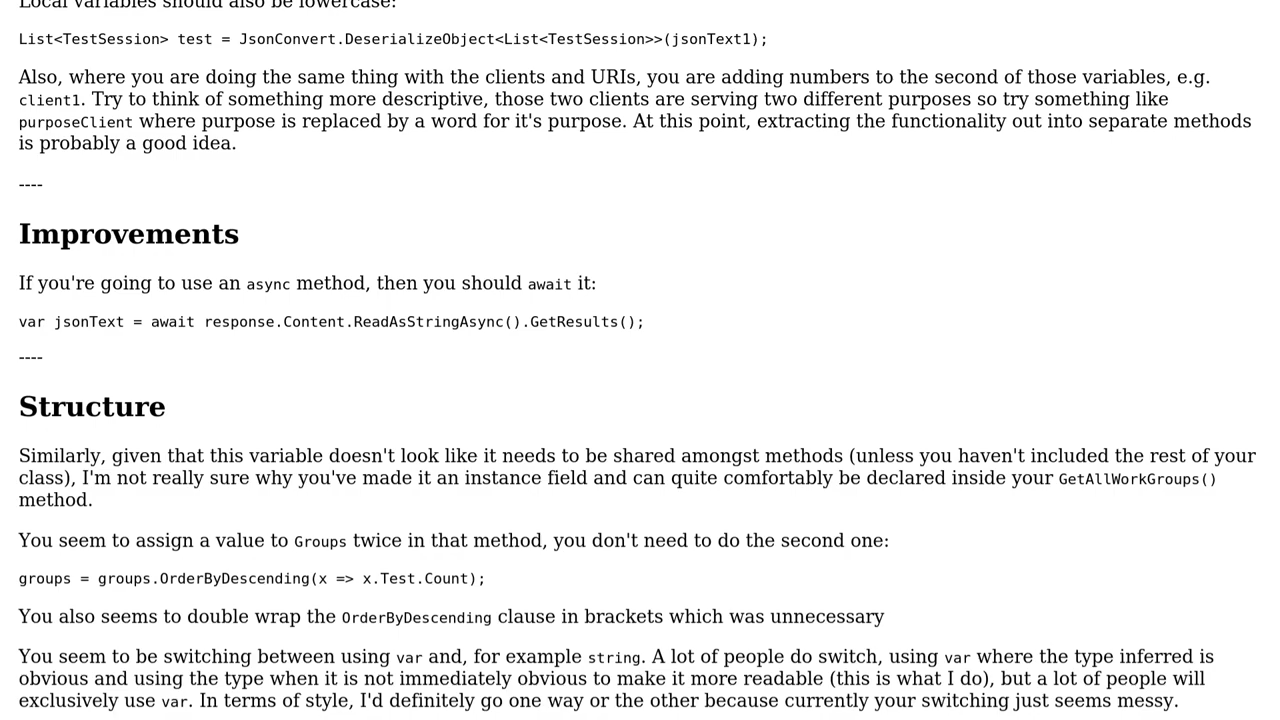 Local variables should also be lowercase:
List<TestSession> test = JsonConvert.DeserializeObject<List<TestSession>>(jsonText1);
Also, where you are doing the same thing with the clients and URIs, you are adding numbers to the second of those variables, e.g.
client1. Try to think of something more descriptive, those two clients are serving two different purposes so try something like
purposeClient where purpose is replaced by a word for it's purpose. At this point, extracting the functionality out into separate methods
is probably a good idea.
----
Improvements
If you're going to use an async method, then you should await it:
var jsonText = await response.Content.ReadAsStringAsync().GetResults();
----
Structure
Similarly, given that this variable doesn't look like it needs to be shared amongst methods (unless you haven't included the rest of your
class), I'm not really sure why you've made it an instance field and can quite comfortably be declared inside your GetAllWorkGroups()
method.
You seem to assign a value to Groups twice in that method, you don't need to do the second one:
groups = groups.OrderByDescending(x => x.Test.Count);
You also seems to double wrap the OrderByDescending clause in brackets which was unnecessary
You seem to be switching between using var and, for example string. A lot of people do switch, using var where the type inferred is
obvious and using the type when it is not immediately obvious to make it more readable (this is what I do), but a lot of people will
exclusively use var. In terms of style, I'd definitely go one way or the other because currently your switching just seems messy.